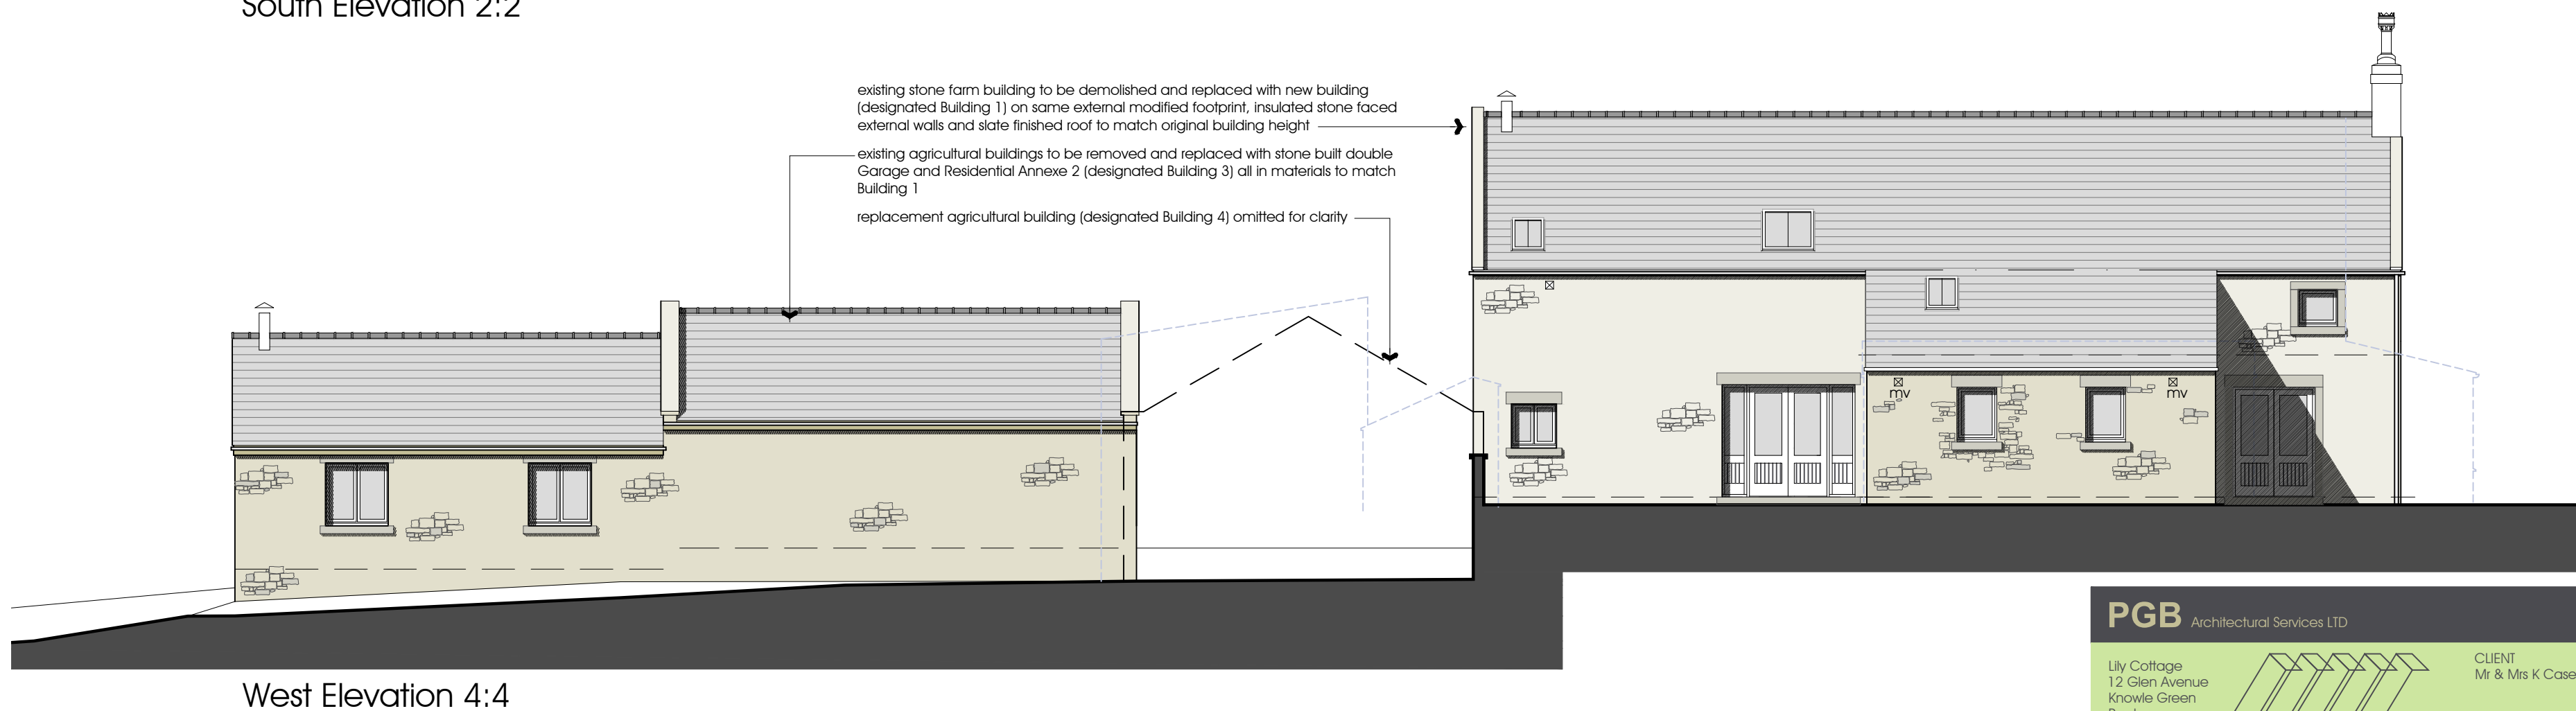 South Elevation 2:2
existing stone farm building to be demolished and replaced with new building
(designated Building 1) on same external modified footprint, insulated stone faced
external walls and slate finished roof to match original building height
existing agricultural buildings to be removed and replaced with stone built double
Garage and Residential Annexe 2 (designated Building 3) all in materials to match
Building 1
replacement agricultural building (designated Building 4) omitted for clarity
mv
mv
West Elevation 4:4
PGB Architectural Services LTD
Lily Cottage
12 Glen Avenue
Knowle Green
CLIENT
Mr & Mrs K Case